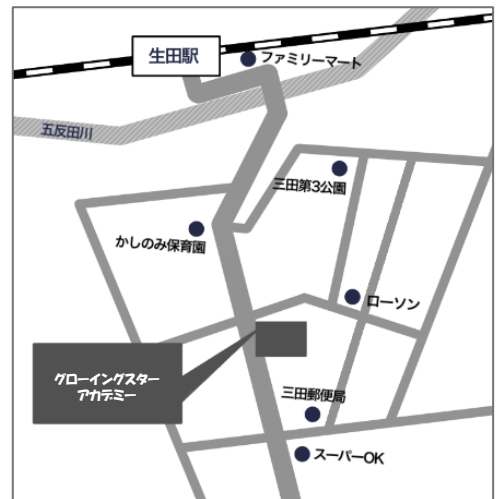 生田駅
ファミリーマート
五反田川
三田第3公園
かしのみ保育園
ローソン
グローイングスター
アカデミー
三田郵便局
スーパーOK